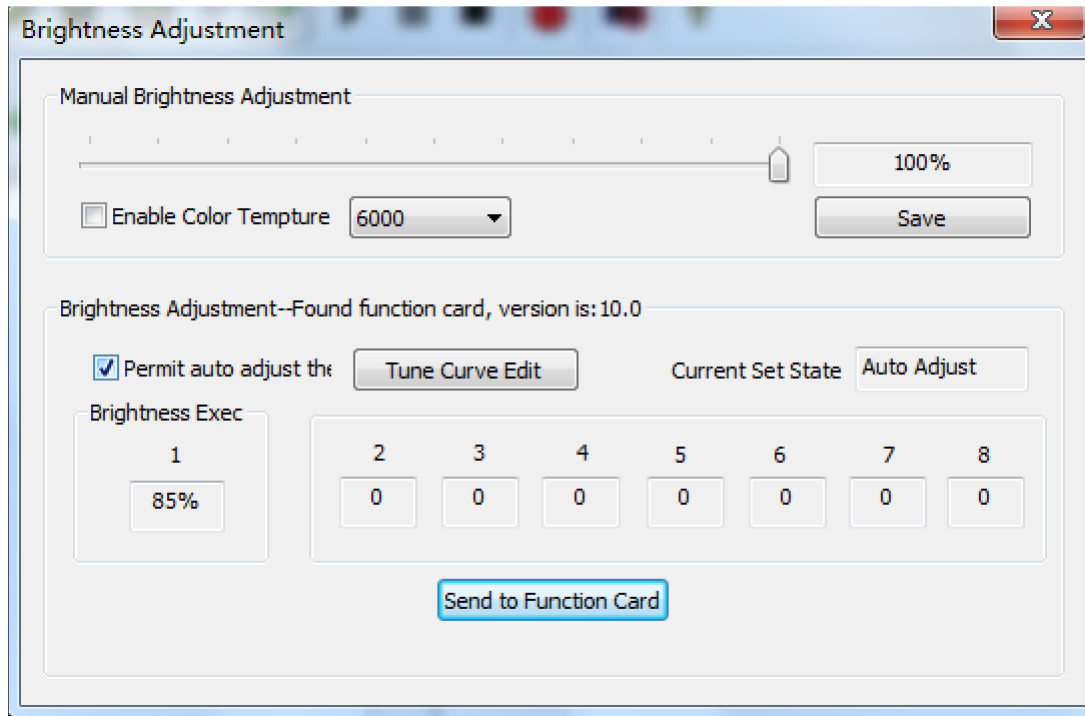 Brightness Adjustment
Manual Brightness Adjustment
100%
Enable Color Tempture 6000 Save
Brightness Adjustment--Found function card, version is:10.0
Permit auto adjust the Tune Curve Edit Current Set State Auto Adjust
Brightness Exec
1 2 3 4 5 6 7 8
85% 0 0 0 0 0 0 0
Send to Function Card